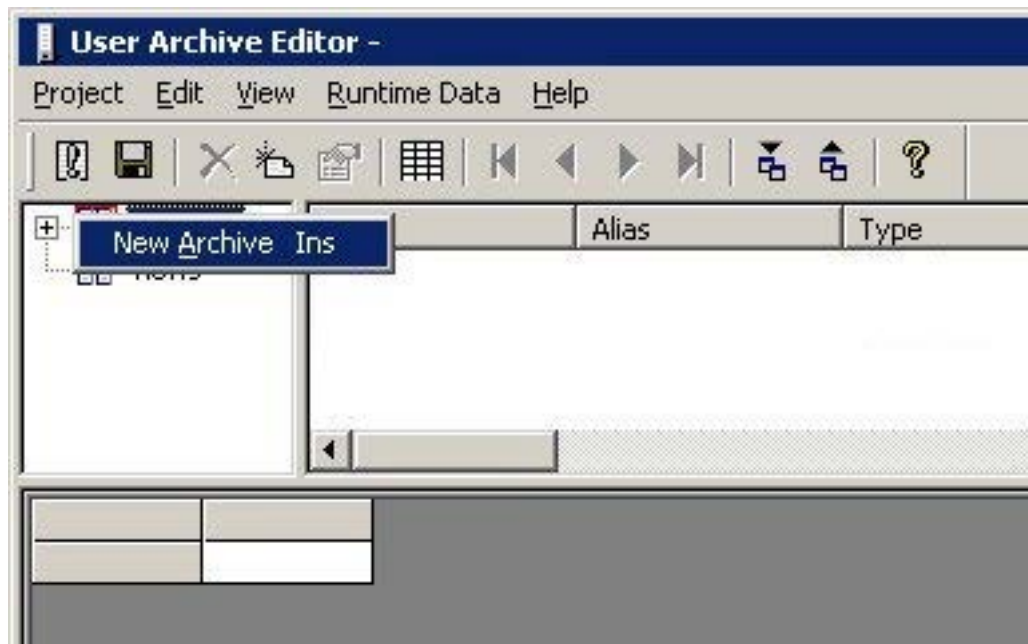 User Archive Editor -
Project Edit View Runtime Data Help
New Archive Ins
Alias Type